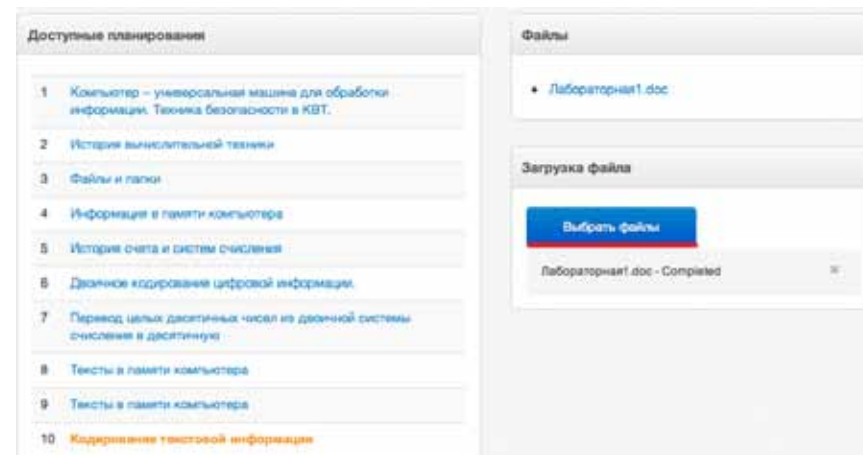 Доступные планирования
1 Компьютер – универсальная машина для обработки
информации. Техника безопасности в КВТ.
2 История вычислительной техники
3 Файлы и папки
4 Информация в памяти компьютера
5 История счета и систем счисления
6 Двоичное кодирование цифровой информации.
7 Перевод целых десятичных чисел из двоичной системы
счисления в десятичную
8 Тексты в памяти компьютера
9 Тексты в памяти компьютера
10 Кодирование текстовой информации
Файлы
• Лабораторная1.doc
Загрузка файла
Выбрать файлы
Лабораторная1.doc - Completed